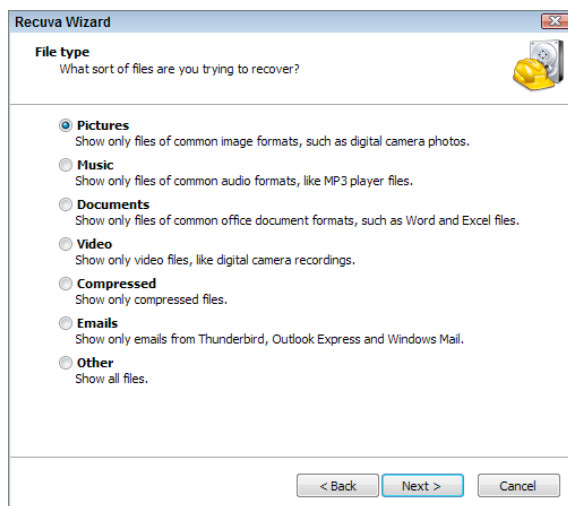 Recuva Wizard
File type
What sort of files are you trying to recover?
Pictures
Show only files of common image formats, such as digital camera photos.
Music
Show only files of common audio formats, like MP3 player files.
Documents
Show only files of common office document formats, such as Word and Excel files.
Video
Show only video files, like digital camera recordings.
Compressed
Show only compressed files.
Emails
Show only emails from Thunderbird, Outlook Express and Windows Mail.
Other
Show all files.
< Back Next > Cancel